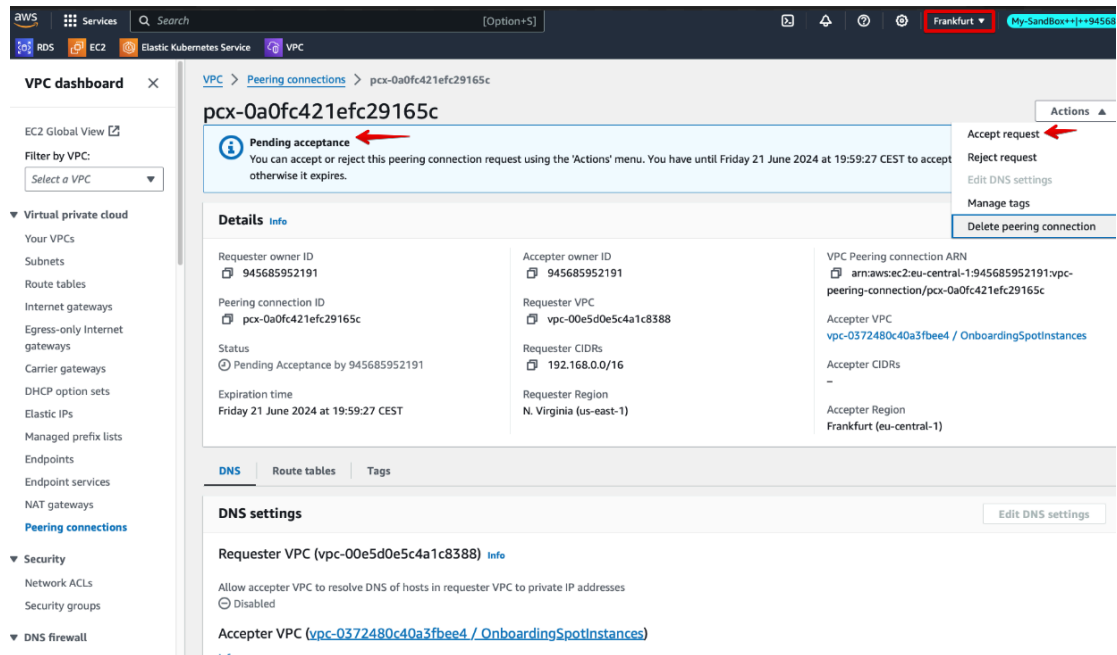 aws
Services
Search
[Option+S]
Frankfurt
My-SandBox++|++94568
RDS
EC2
Elastic Kubernetes Service
VPC
VPC dashboard
EC2 Global View
Filter by VPC:
Select a VPC
Virtual private cloud
Your VPCs
Subnets
Route tables
Internet gateways
Egress-only Internet
gateways
Carrier gateways
DHCP option sets
Elastic IPs
Managed prefix lists
Endpoints
Endpoint services
NAT gateways
Peering connections
Security
Network ACLs
Security groups
DNS firewall
VPC > Peering connections > pcx-0a0fc421efc29165c
pcx-0a0fc421efc29165c
Actions
Accept request
Reject request
Edit DNS settings
Manage tags
Delete peering connection
Pending acceptance
You can accept or reject this peering connection request using the 'Actions' menu. You have until Friday 21 June 2024 at 19:59:27 CEST to accept
otherwise it expires.
Details Info
Requester owner ID
945685952191
Peering connection ID
pcx-0a0fc421efc29165c
Status
Pending Acceptance by 945685952191
Expiration time
Friday 21 June 2024 at 19:59:27 CEST
Accepter owner ID
945685952191
Requester VPC
vpc-00e5d0e5c4a1c8388
Requester CIDRs
192.168.0.0/16
Requester Region
N. Virginia (us-east-1)
VPC Peering connection ARN
arn:aws:ec2:eu-central-1:945685952191:vpc-
peering-connection/pcx-0a0fc421efc29165c
Accepter VPC
vpc-0372480c40a3fbee4 / OnboardingSpotInstances
Accepter CIDRs
–
Accepter Region
Frankfurt (eu-central-1)
DNS
Route tables
Tags
DNS settings
Edit DNS settings
Requester VPC (vpc-00e5d0e5c4a1c8388) Info
Allow accepter VPC to resolve DNS of hosts in requester VPC to private IP addresses
Disabled
Accepter VPC (vpc-0372480c40a3fbee4 / OnboardingSpotInstances)